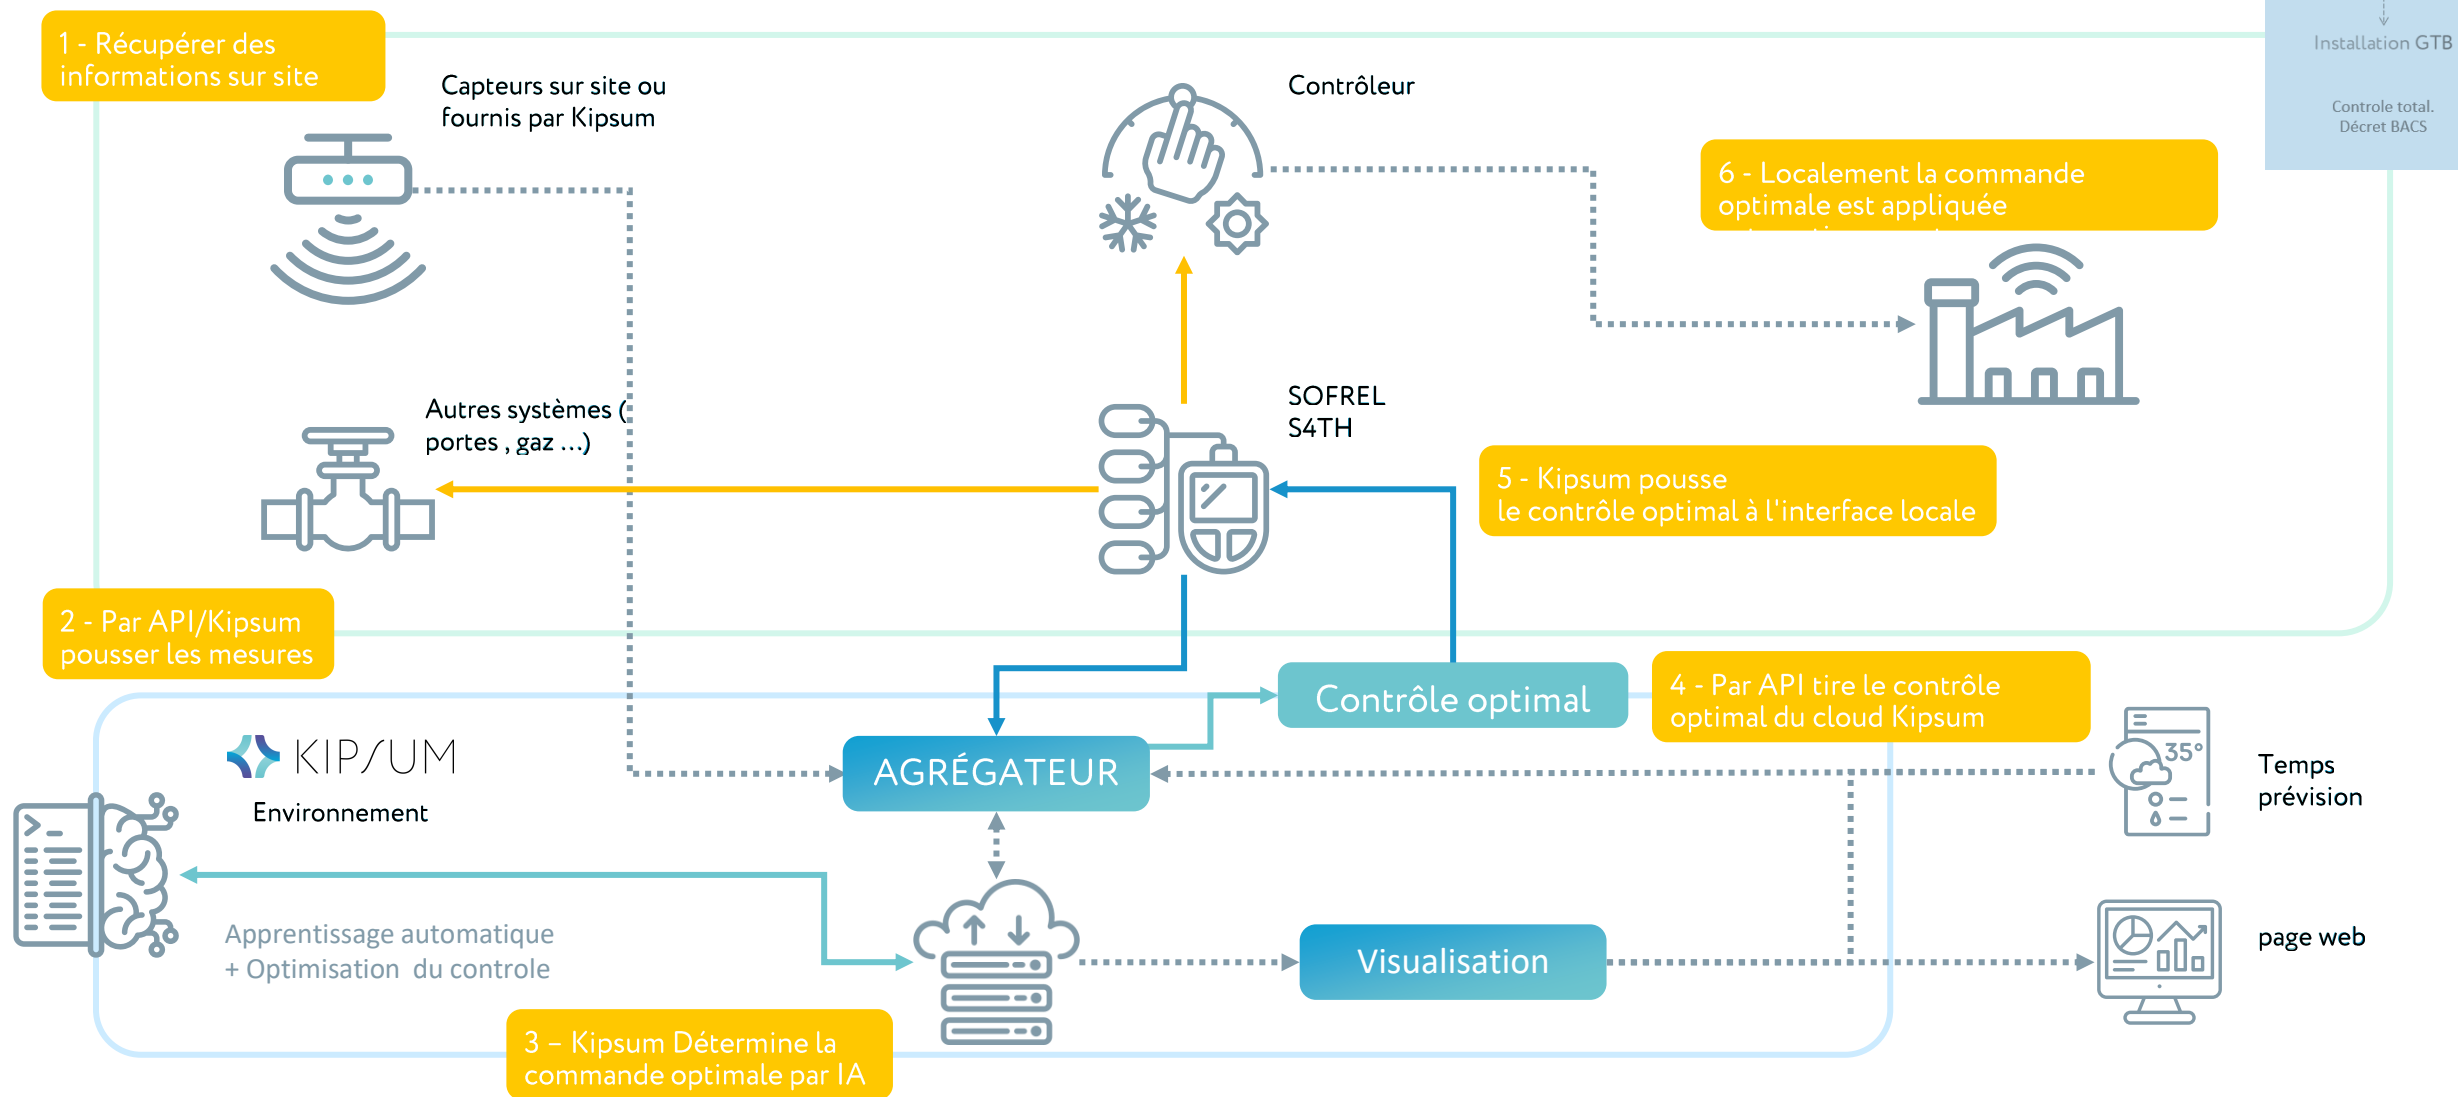 1 - Récupérer des
informations sur site
Capteurs sur site ou
fournis par Kipsum
Contrôleur
Installation GTB
Controle total.
Décret BACS
6 - Localement la commande
optimale est appliquée
Autres systèmes (
portes , gaz ...)
SOFREL
S4TH
5 - Kipsum pousse
le contrôle optimal à l'interface locale
2 - Par API/Kipsum
pousser les mesures
Contrôle optimal
4 - Par API tire le contrôle
optimal du cloud Kipsum
KIPSUM
Environnement
AGRÉGATEUR
35°
Temps
prévision
Apprentissage automatique
+ Optimisation  du controle
Visualisation
page web
3 – Kipsum Détermine la
commande optimale par IA